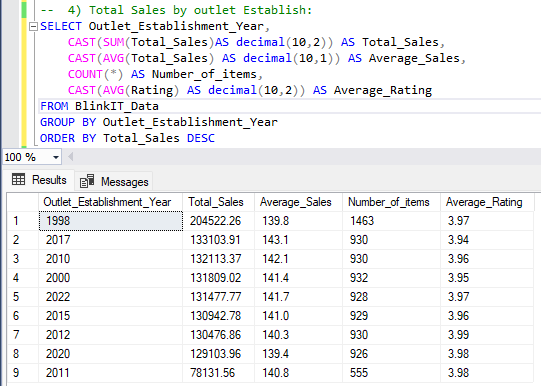 -- 4) Total Sales by outlet Establish:
SELECT Outlet_Establishment_Year,
CAST(SUM(Total_Sales)AS decimal(10,2)) AS Total_Sales,
CAST(AVG(Total_Sales) AS decimal(10,1)) AS Average_Sales,
COUNT(*) AS Number_of_items,
CAST(AVG(Rating) AS decimal(10,2)) AS Average_Rating
FROM BlinkIT_Data
GROUP BY Outlet_Establishment_Year
ORDER BY Total_Sales DESC
100 %
Results Messages
Outlet_Establishment_Year Total_Sales Average_Sales Number_of_items Average_Rating
1 1998 204522.26 139.8 1463 3.97
2 2017 133103.91 143.1 930 3.94
3 2010 132113.37 142.1 930 3.96
4 2000 131809.02 141.4 932 3.95
5 2022 131477.77 141.7 928 3.97
6 2015 130942.78 141.0 929 3.96
7 2012 130476.86 140.3 930 3.99
8 2020 129103.96 139.4 926 3.98
9 2011 78131.56 140.8 555 3.98